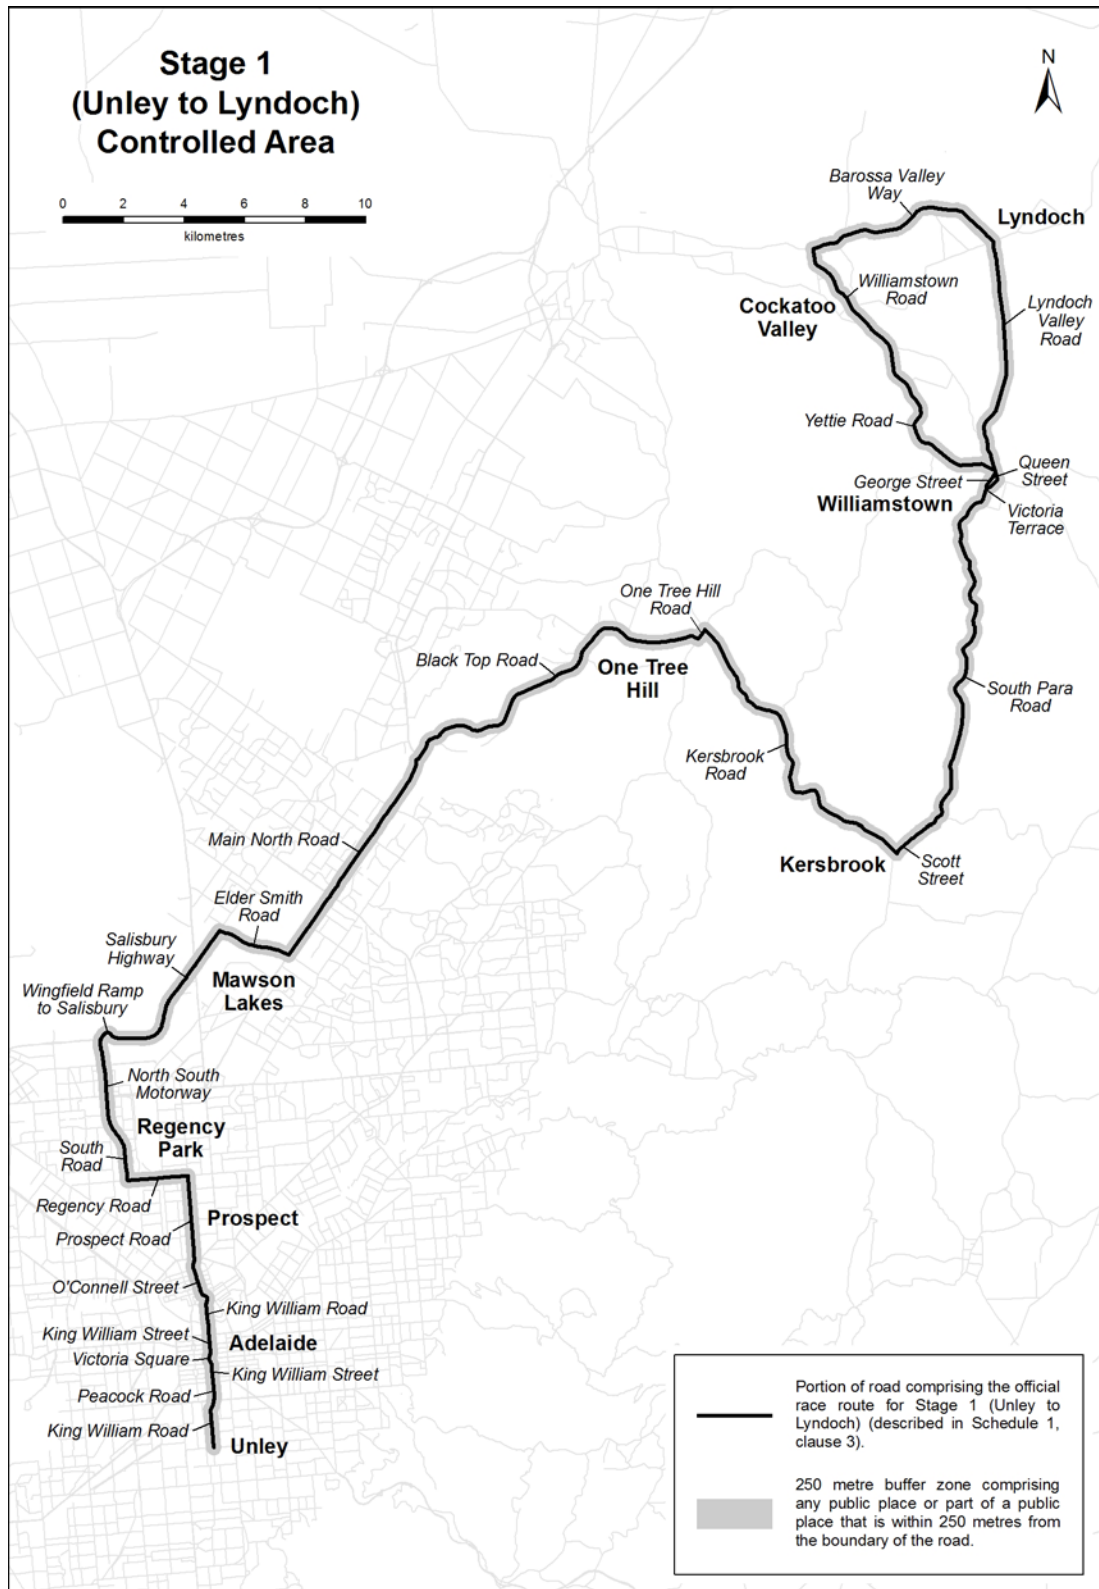 Stage 1
(Unley to Lyndoch)
Controlled Area
N
0 2 4 6 8 10
kilometres
Barossa Valley
Way
Lyndoch
Williamstown
Road
Cockatoo
Valley
Lyndoch
Valley
Road
Yettie Road
Queen
Street
George Street
Williamstown
Victoria
Terrace
One Tree Hill
Road
Black Top Road
One Tree
Hill
South Para
Road
Kersbrook
Road
Main North Road
Kersbrook
Scott
Street
Elder Smith
Road
Salisbury
Highway
Mawson
Lakes
Wingfield Ramp
to Salisbury
North South
Motorway
Regency
Park
South
Road
Regency Road
Prospect
Prospect Road
O'Connell Street
King William Road
King William Street
Adelaide
Victoria Square
King William Street
Peacock Road
King William Road
Unley
Portion of road comprising the official
race route for Stage 1 (Unley to
Lyndoch) (described in Schedule 1,
clause 3).
250 metre buffer zone comprising
any public place or part of a public
place that is within 250 metres from
the boundary of the road.